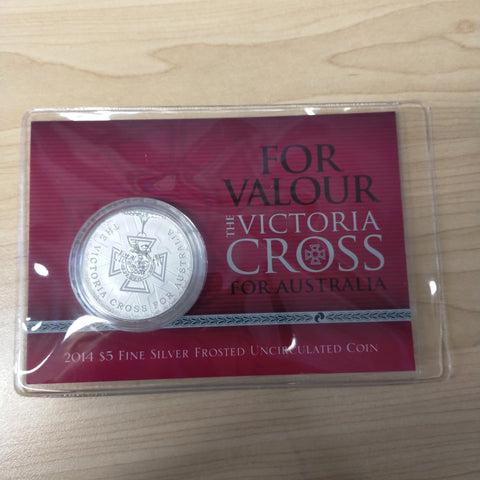 FOR
VALOUR
THE VICTORIA
CROSS
FOR AUSTRALIA
THE VICTORIA CROSS FOR AUSTRALIA
2014 $5 FINE SILVER FROSTED UNCIRCULATED COIN